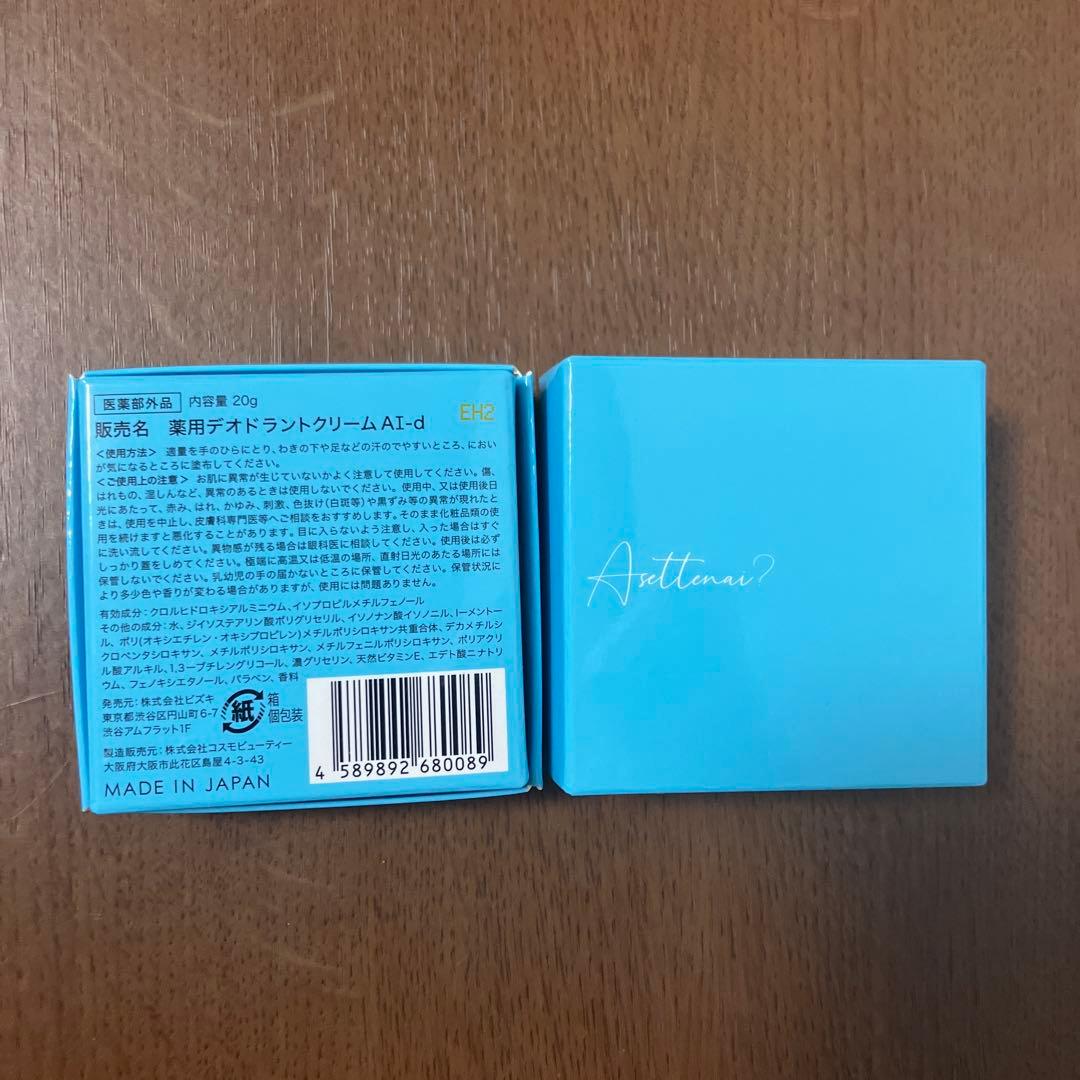 医薬部外品 内容量 20g
EH2
販売名 薬用デオドラントクリームAI-d
<使用方法> 適量を手のひらにとり、わきの下や足などの汗のでやすいところ、におい
が気になるところに塗布してください。
<ご使用上の注意> お肌に異常が生じていないかよく注意して使用してください。傷、
はれもの、湿しんなど、異常のあるときは使用しないでください。使用中、又は使用後日
光にあたって、赤み、はれ、かゆみ、刺激、色抜け(白斑等)や黒ずみ等の異常が現れたと
きは、使用を中止し、皮膚科専門医等へご相談をおすすめします。そのまま化粧品類の使
用を続けますと悪化することがあります。目に入らないよう注意し、入った場合はすぐ
に洗い流してください。異物感が残る場合は眼科医に相談してください。使用後は必ず
しっかり蓋をしめてください。極端に高温又は低温の場所、直射日光のあたる場所には
保管しないでください。乳幼児の手の届かないところに保管してください。保管状況に
より多少色や香りが変わる場合がありますが、使用には問題ありません。
有効成分:クロルヒドロキシアルミニウム、イソプロピルメチルフェノール
その他の成分:水、ジイソステアリン酸ポリグリセリル、イソノナン酸イソノニル、l-メントー
ル、ポリ(オキシエチレン・オキシプロピレン)メチルポリシロキサン共重合体、デカメチルシ
クロペンタシロキサン、メチルポリシロキサン、メチルフェニルポリシロキサン、ポリアクリ
ル酸アルキル、1,3-ブチレングリコール、濃グリセリン、天然ビタミンE、エデト酸ニナトリ
ウム、フェノキシエタノール、パラベン、香料
発売元:株式会社ビズキ
東京都渋谷区円山町6-7
渋谷アムフラット1F
紙 箱
個包装
製造販売元:株式会社コスモビューティー
大阪府大阪市此花区島屋4-3-43
MADE IN JAPAN
4 589892 680089
Asettenai?